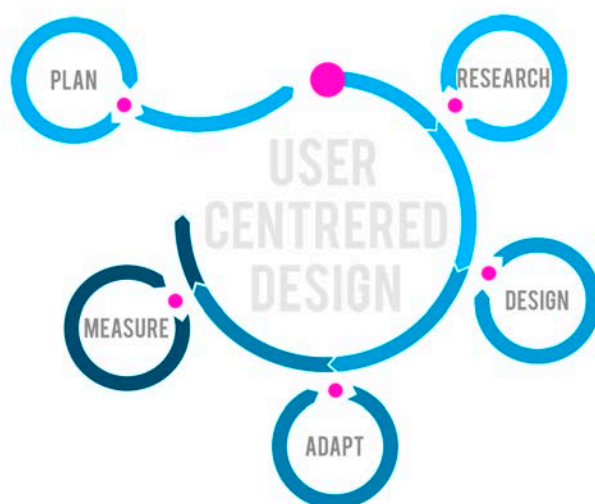 PLAN
RESEARCH
USER
CENTRERED
DESIGN
DESIGN
MEASURE
ADAPT